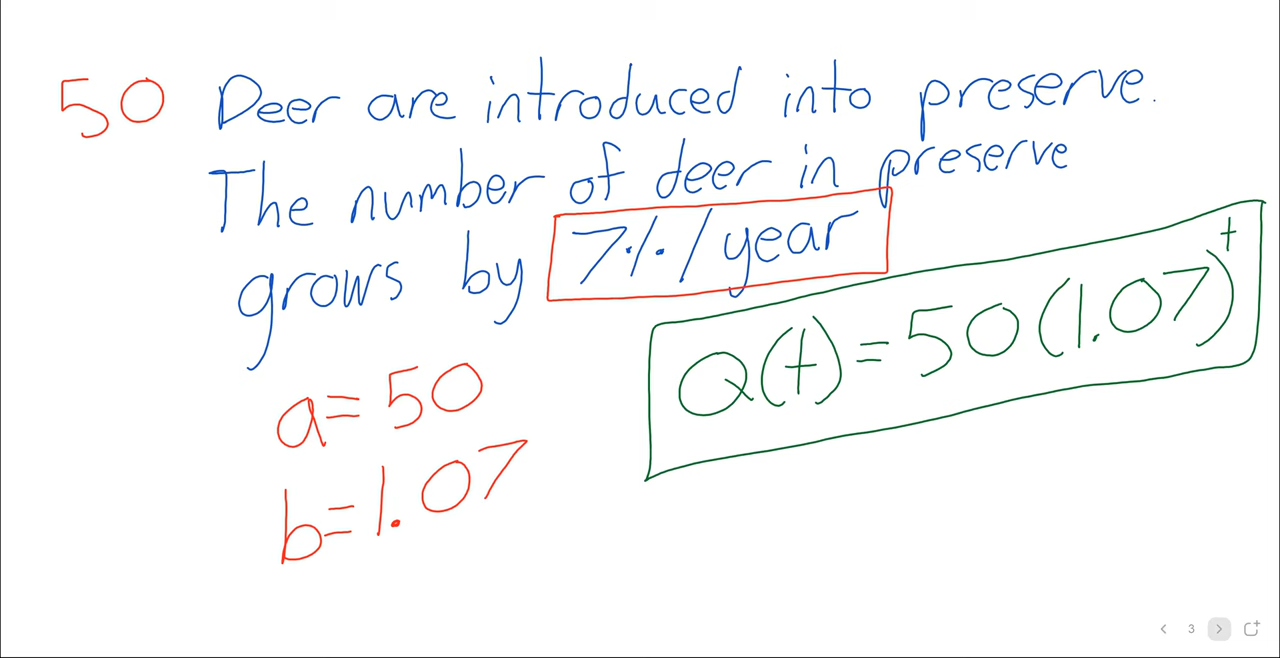 50 Deer are introduced into preserve.
The number of deer in preserve
grows by 7%/year
Q(t)=50(1.07)^t
a=50
b=1.07
3